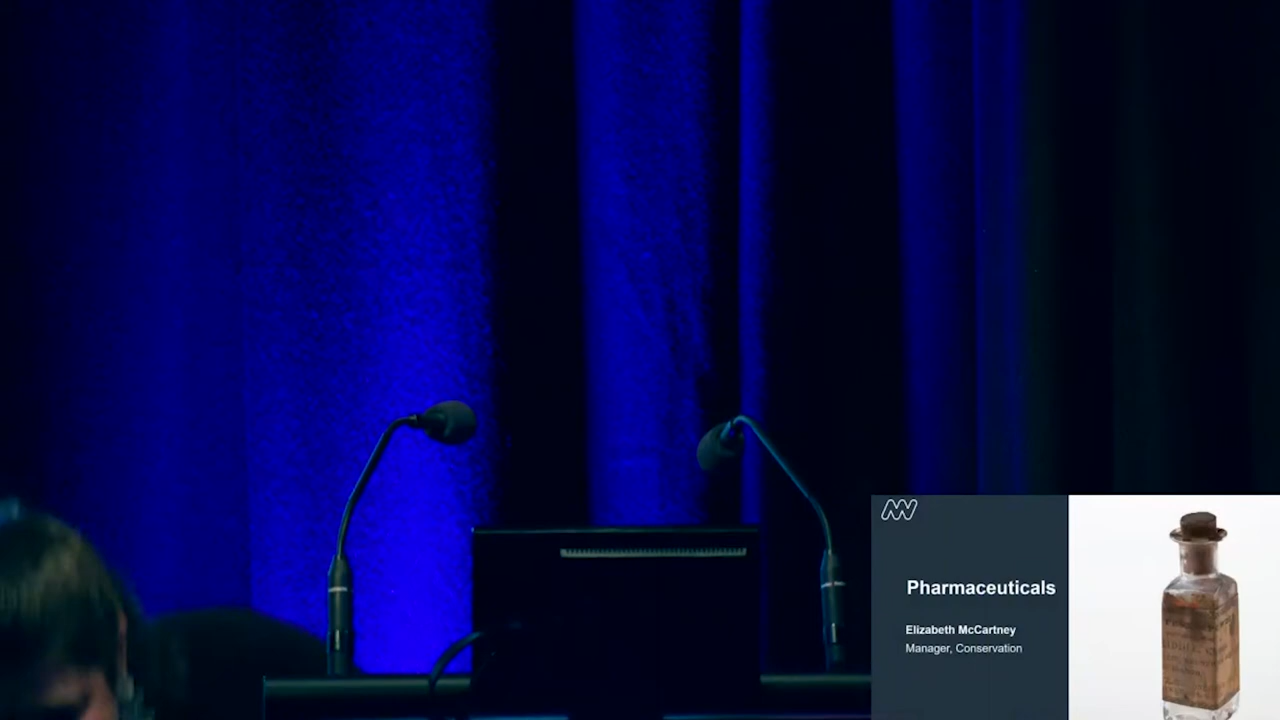 Pharmaceuticals
Elizabeth McCartney
Manager, Conservation